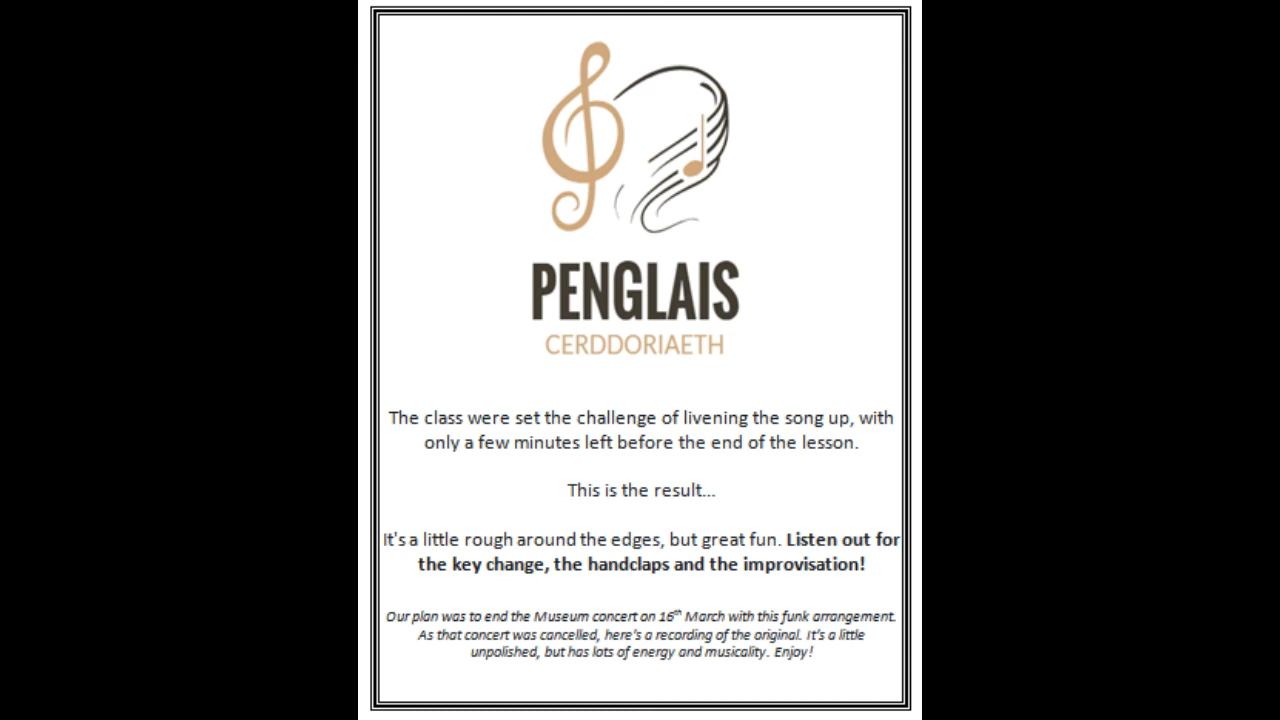 PENGLAIS
CERDDORIAETH
The class were set the challenge of livening the song up, with
only a few minutes left before the end of the lesson.
This is the result...
It's a little rough around the edges, but great fun. Listen out for
the key change, the handclaps and the improvisation!
Our plan was to end the Museum concert on 16th March with this funk arrangement.
As that concert was cancelled, here's a recording of the original. It's a little
unpolished, but has lots of energy and musicality. Enjoy!